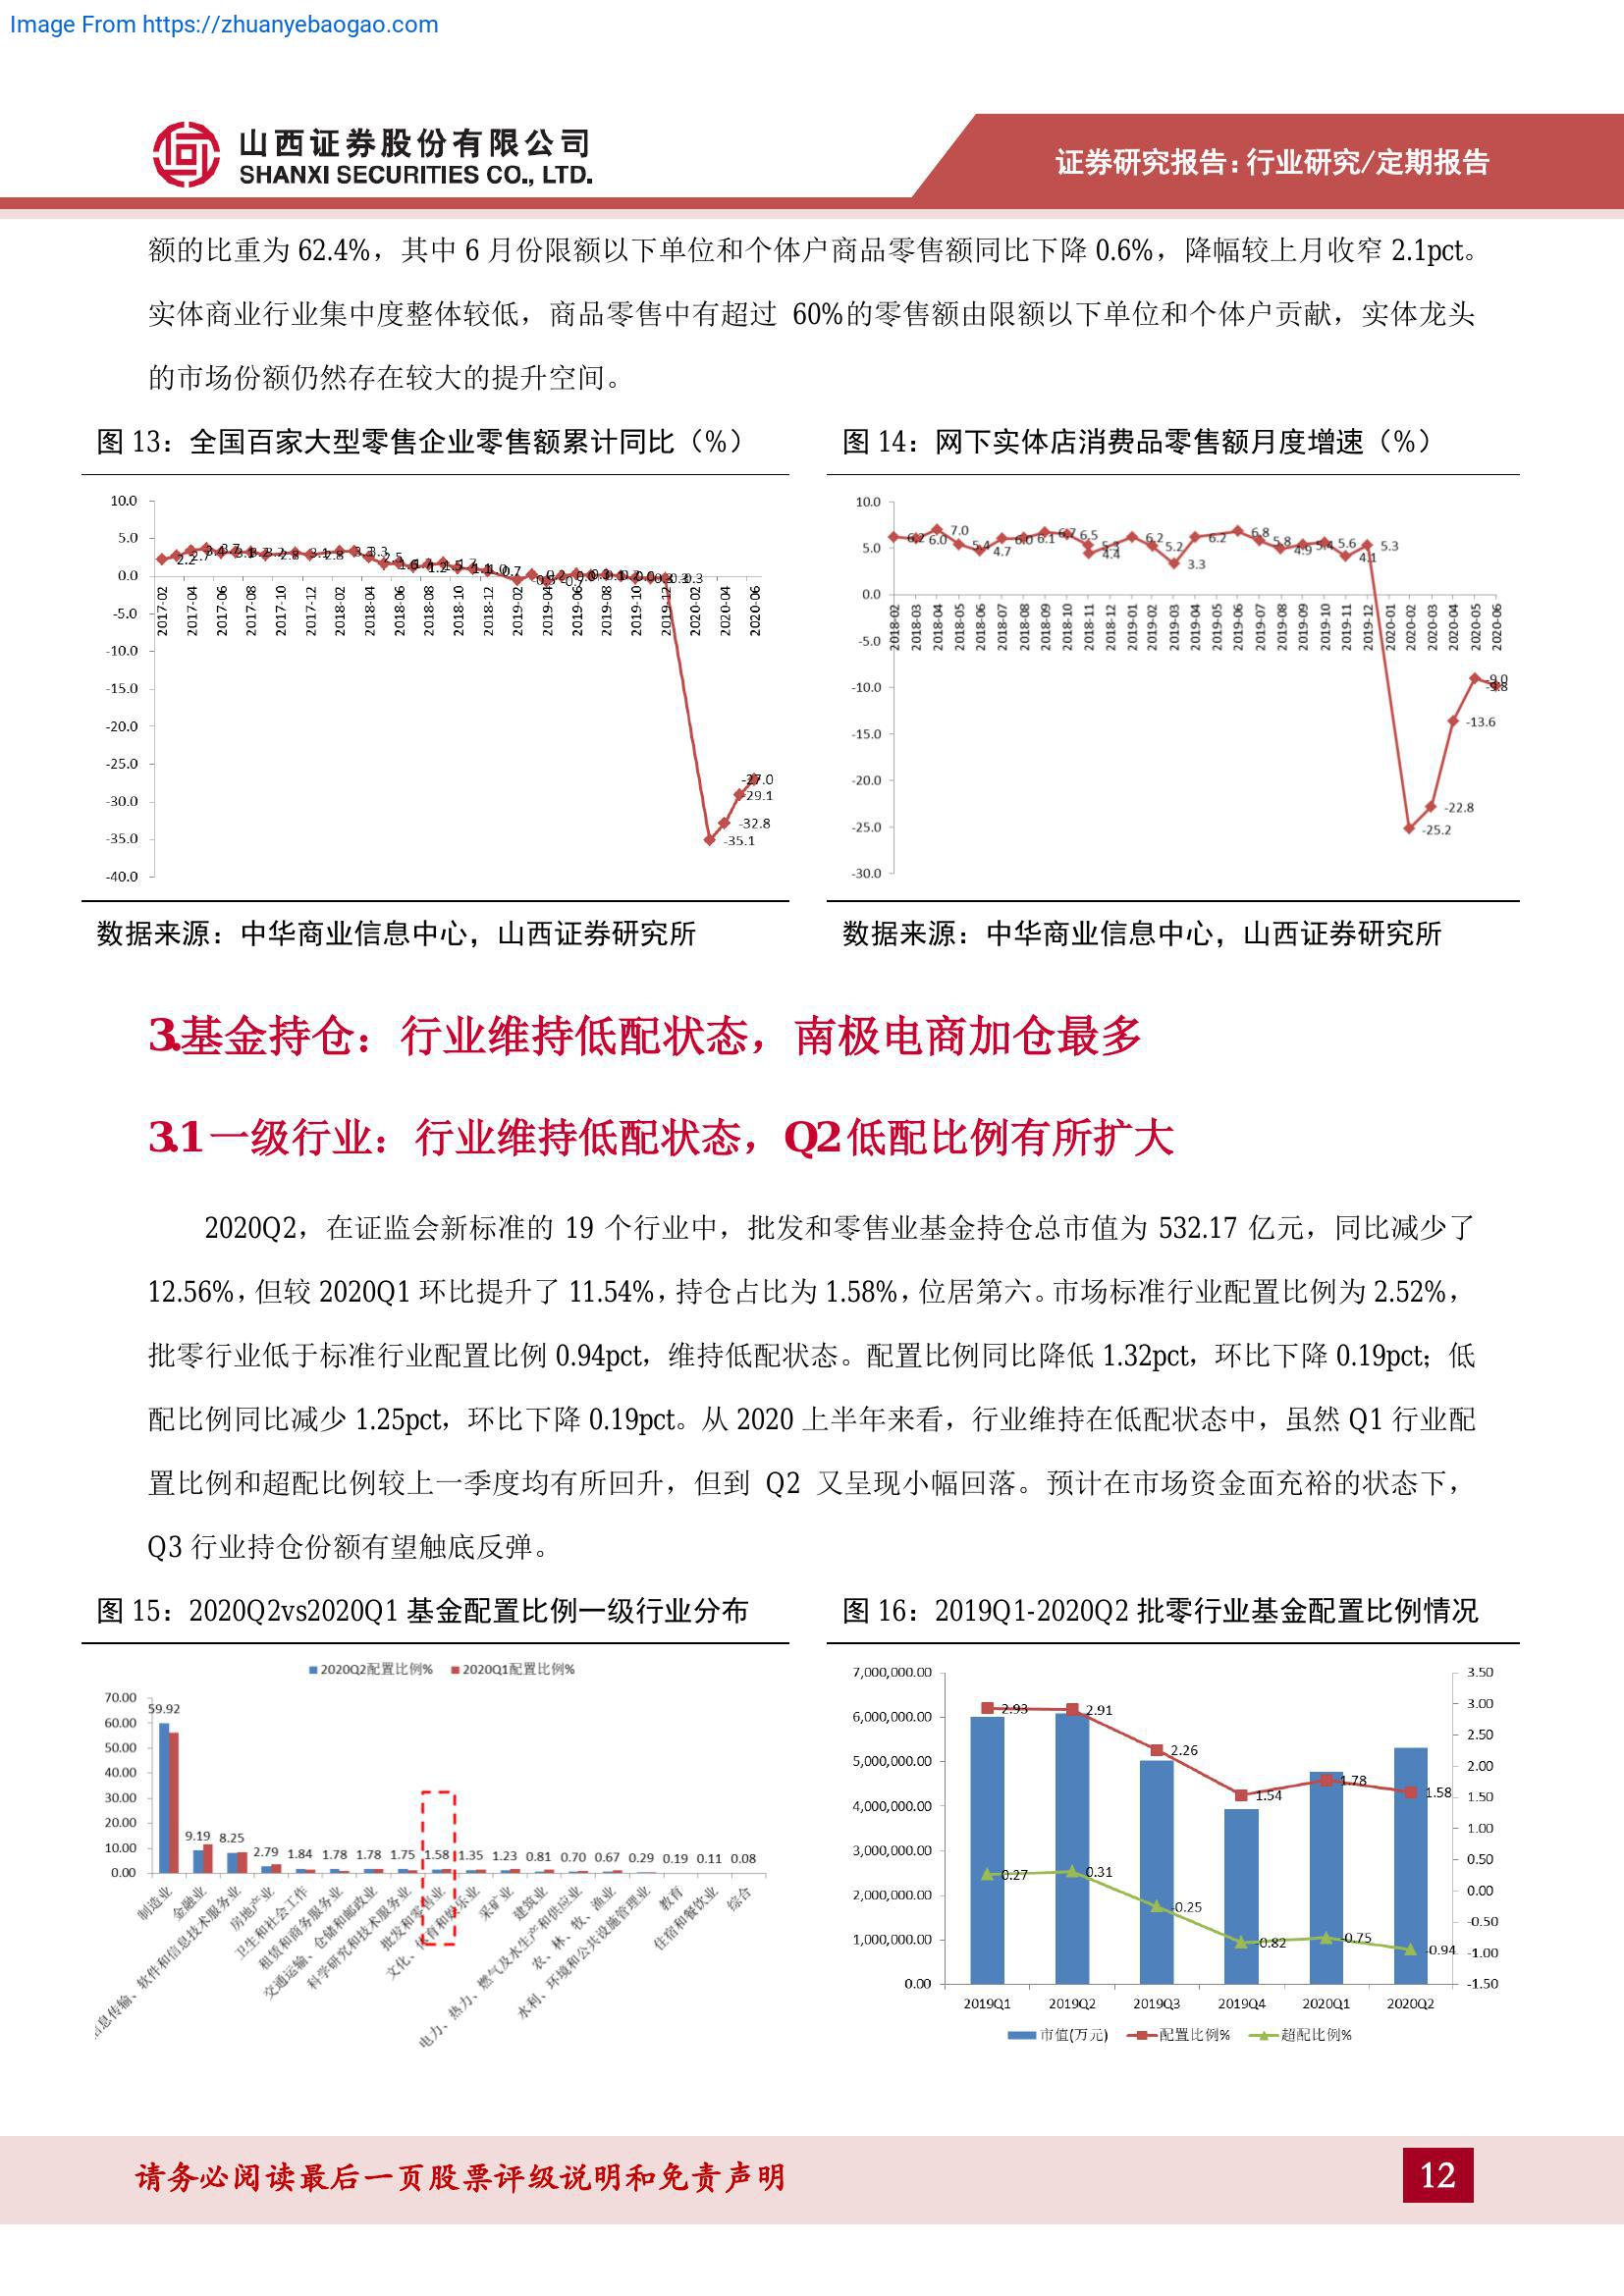 Image From https://zhuanyebaogao.com
山西证券股份有限公司
SHANXI SECURITIES CO., LTD.
证券研究报告:行业研究/定期报告
额的比重为 62.4%，其中 6 月份限额以下单位和个体户商品零售额同比下降 0.6%，降幅较上月收窄 2.1pct。
实体商业行业集中度整体较低，商品零售中有超过 60%的零售额由限额以下单位和个体户贡献，实体龙头
的市场份额仍然存在较大的提升空间。
图 13：全国百家大型零售企业零售额累计同比（%）
10.0
5.0
0.0
-5.0
-10.0
-15.0
-20.0
-25.0
-30.0
-35.0
-40.0
2017-02 2017-04 2017-06 2017-08 2017-10 2017-12 2018-02 2018-04 2018-06 2018-08 2018-10 2018-12 2019-02 2019-04 2019-06 2019-08 2019-10 2019-12 2020-02 2020-04 2020-06
-35.1 -32.8 -29.1 -27.0
图 14：网下实体店消费品零售额月度增速（%）
10.0
5.0
0.0
-5.0
-10.0
-15.0
-20.0
-25.0
-30.0
6.2 6.0 7.0 5.4 4.7 6.0 6.1 6.7 6.5 4.4 5.3 6.2 5.2 3.3 6.2 6.8 5.8 4.9 5.4 5.6 4.1 5.3
2018-02 2018-03 2018-04 2018-05 2018-06 2018-07 2018-08 2018-09 2018-10 2018-11 2018-12 2019-01 2019-02 2019-03 2019-04 2019-05 2019-06 2019-07 2019-08 2019-09 2019-10 2019-11 2019-12 2020-01 2020-02 2020-03 2020-04 2020-05 2020-06
-25.2 -22.8 -13.6 -9.0 -9.8
数据来源：中华商业信息中心，山西证券研究所
数据来源：中华商业信息中心，山西证券研究所
3.基金持仓：行业维持低配状态，南极电商加仓最多
3.1 一级行业：行业维持低配状态，Q2 低配比例有所扩大
2020Q2，在证监会新标准的 19 个行业中，批发和零售业基金持仓总市值为 532.17 亿元，同比减少了
12.56%，但较 2020Q1 环比提升了 11.54%，持仓占比为 1.58%，位居第六。市场标准行业配置比例为 2.52%，
批零行业低于标准行业配置比例 0.94pct，维持低配状态。配置比例同比降低 1.32pct，环比下降 0.19pct；低
配比例同比减少 1.25pct，环比下降 0.19pct。从 2020 上半年来看，行业维持在低配状态中，虽然 Q1 行业配
置比例和超配比例较上一季度均有所回升，但到 Q2 又呈现小幅回落。预计在市场资金面充裕的状态下，
Q3 行业持仓份额有望触底反弹。
图 15：2020Q2vs2020Q1 基金配置比例一级行业分布
2020Q2配置比例% 2020Q1配置比例%
70.00
60.00
50.00
40.00
30.00
20.00
10.00
0.00
59.92 9.19 8.25 2.79 1.84 1.78 1.78 1.75 1.58 1.35 1.23 0.81 0.70 0.67 0.29 0.19 0.11 0.08
制造业
金融业
息传输、软件和信息技术服务业
房地产业
卫生和社会工作
租赁和商务服务业
交通运输、仓储和邮政业
科学研究和技术服务业
批发和零售业
文化、体育和娱乐业
采矿业
建筑业
电力、热力、燃气及水生产和供应业
农、林、牧、渔业
水利、环境和公共设施管理业
教育
住宿和餐饮业
综合
图 16：2019Q1-2020Q2 批零行业基金配置比例情况
7,000,000.00
6,000,000.00
5,000,000.00
4,000,000.00
3,000,000.00
2,000,000.00
1,000,000.00
0.00
2.93 2.91 2.26 1.54 1.78 1.58
0.27 0.31 -0.25 -0.82 -0.75 -0.94
3.50
3.00
2.50
2.00
1.50
1.00
0.50
0.00
-0.50
-1.00
-1.50
2019Q1 2019Q2 2019Q3 2019Q4 2020Q1 2020Q2
市值(万元) 配置比例% 超配比例%
请务必阅读最后一页股票评级说明和免责声明
12